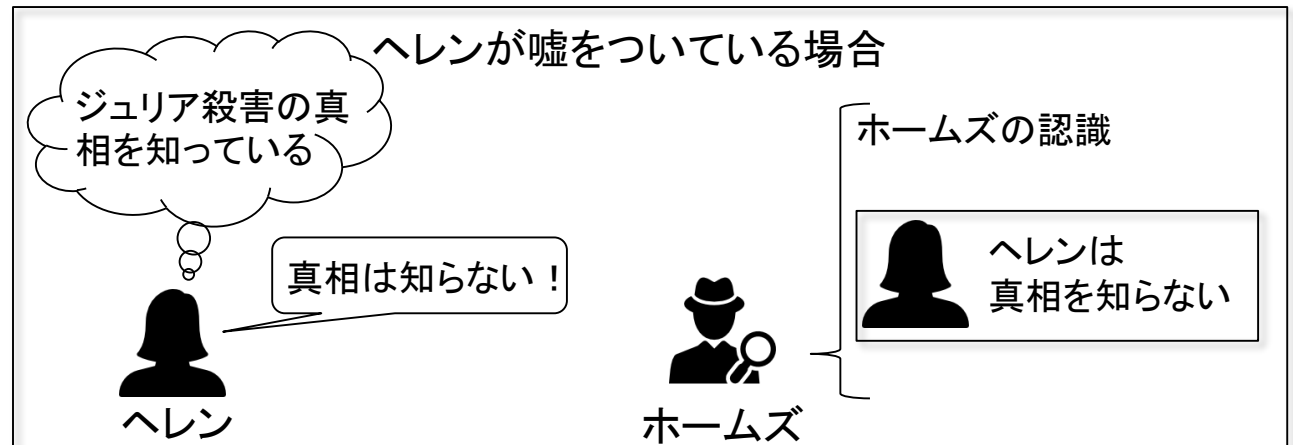 ヘレンが嘘をついている場合
ジュリア殺害の真
相を知っている
真相は知らない！
ヘレン
ホームズ
ホームズの認識
ヘレンは
真相を知らない